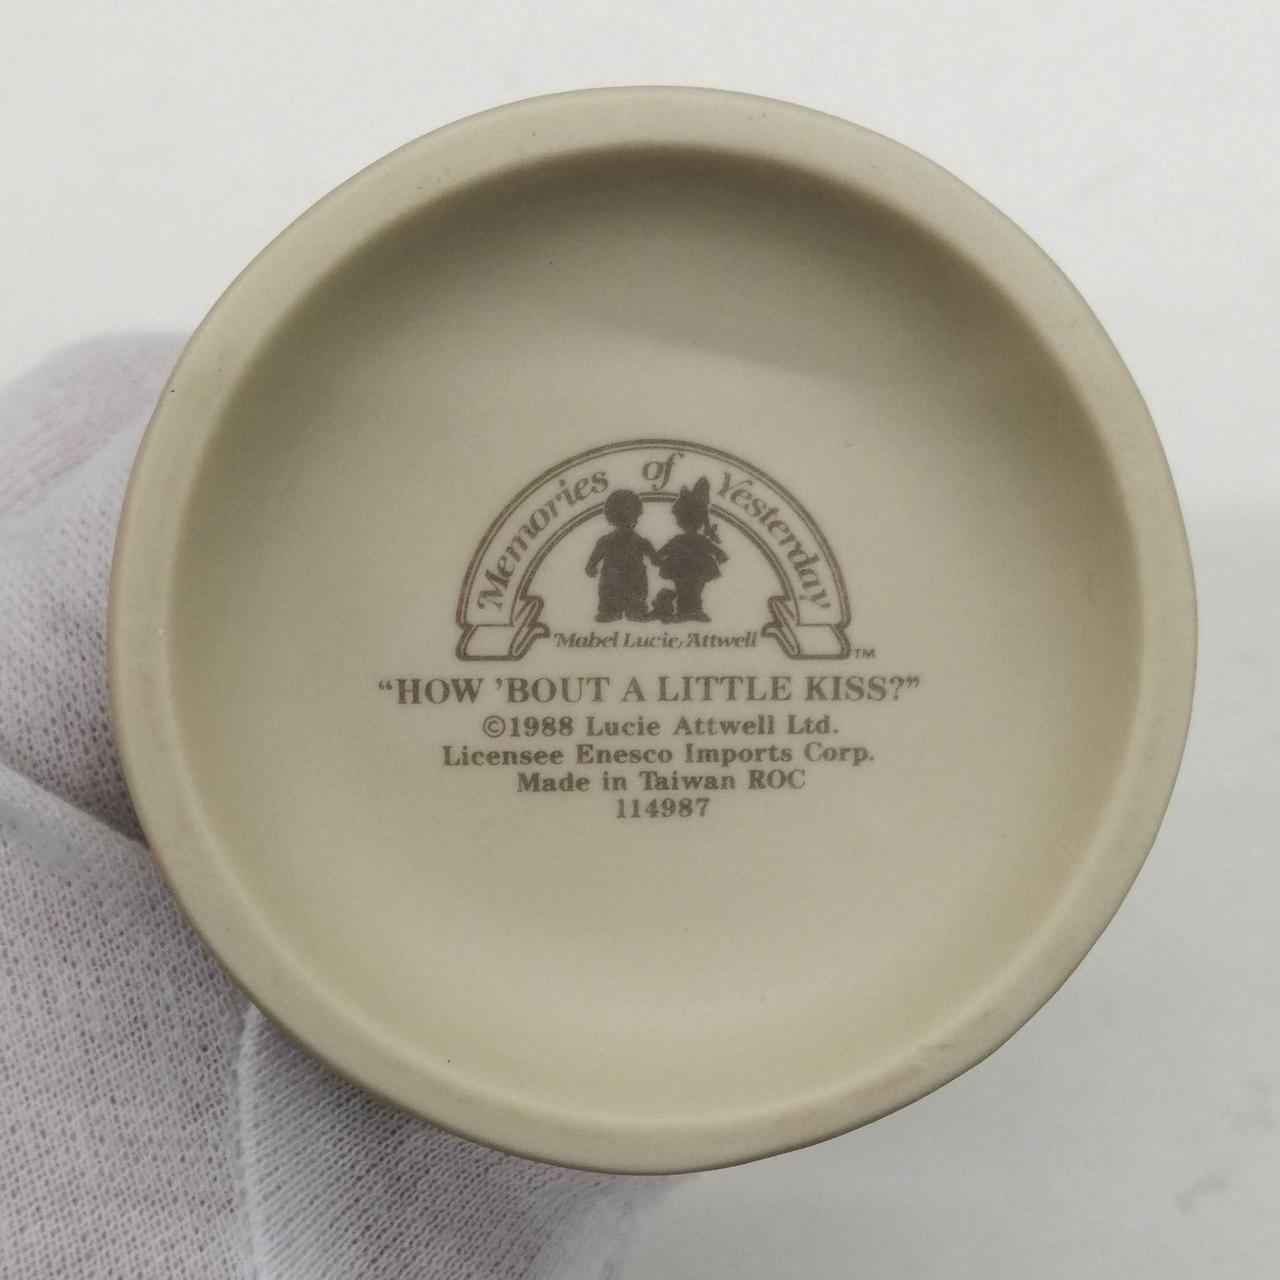 Memories of Yesterday
Mabel Lucie Attwell TM
“HOW ’BOUT A LITTLE KISS?”
©1988 Lucie Attwell Ltd.
Licensee Enesco Imports Corp.
Made in Taiwan ROC
114987